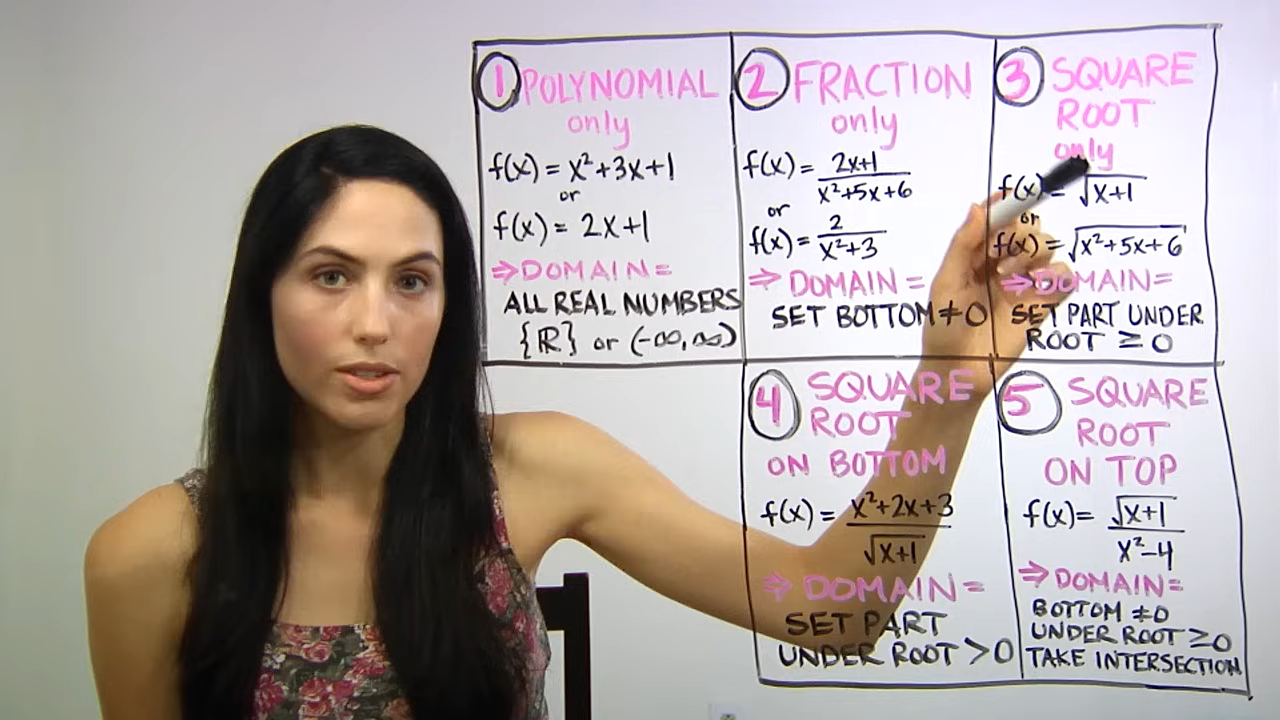 1 POLYNOMIAL
only
f(x) = x²+3x+1
or
f(x) = 2x+1
⇒DOMAIN=
ALL REAL NUMBERS
{ℝ} or (-∞,∞)
2 FRACTION
only
f(x) = (2x+1)/(x²+5x+6)
or
f(x) = 2/(x²+3)
⇒ DOMAIN =
SET BOTTOM ≠ 0
3 SQUARE
ROOT
only
f(x) = √(x+1)
or
f(x) = √(x²+5x+6)
⇒DOMAIN=
SET PART UNDER
ROOT ≥ 0
4 SQUARE
ROOT
ON BOTTOM
f(x) = (x²+2x+3)/√(x+1)
⇒ DOMAIN =
SET PART
UNDER ROOT > 0
5 SQUARE
ROOT
ON TOP
f(x)= √(x+1)/(x²-4)
⇒ DOMAIN=
BOTTOM ≠0
UNDER ROOT ≥0
TAKE INTERSECTION